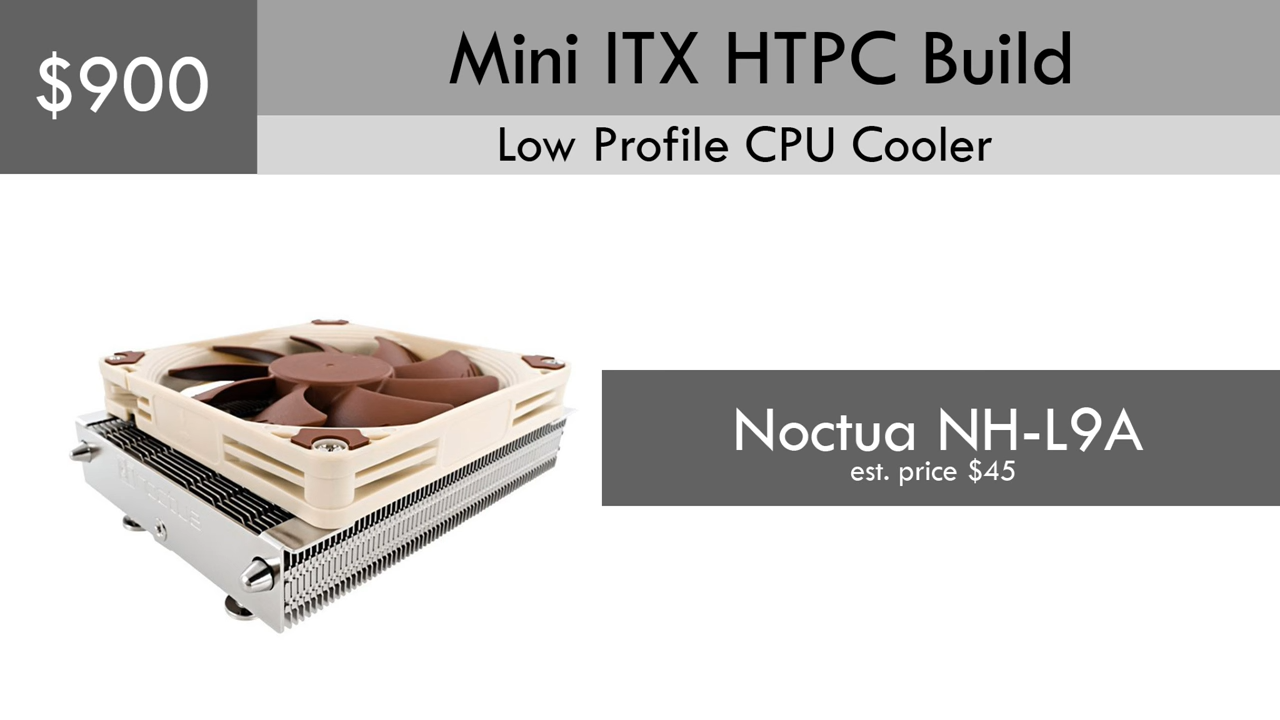 $900
Mini ITX HTPC Build
Low Profile CPU Cooler
Noctua NH-L9A
est. price $45